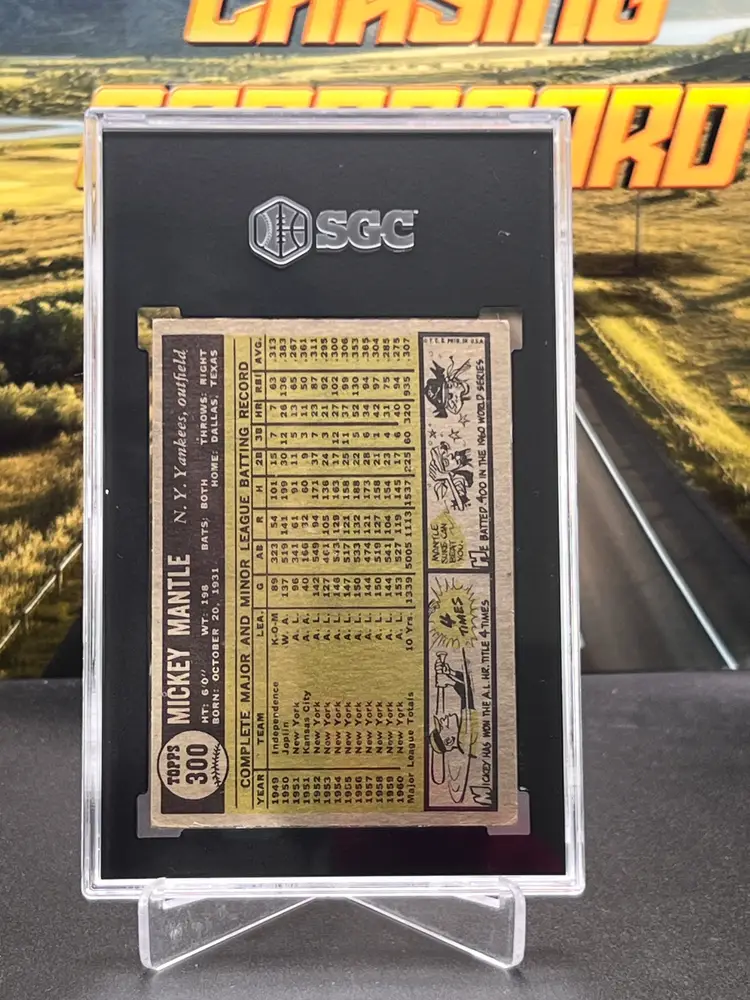 CHASING
SGC
TOPPS
300
MICKEY MANTLE N. Y. Yankees, outfield
HT: 6'0" WT: 198 BATS: BOTH THROWS: RIGHT
BORN: OCTOBER 20, 1931 HOME: DALLAS, TEXAS
COMPLETE MAJOR AND MINOR LEAGUE BATTING RECORD
YEAR TEAM LEA. G AB R H 2B 3B HR RBI AVG.
1949 Independence K-O-M 89 323 54 101 15 7 7 63 .313
1950 Joplin W. A. 137 519 141 199 30 12 26 136 .383
1951 New York A. L. 96 341 61 91 11 5 13 65 .267
1951 Kansas City A. A. 40 166 32 60 9 3 11 50 .361
1952 New York A. L. 142 549 94 171 37 7 23 87 .311
1953 New York A. L. 127 461 105 136 24 3 21 92 .295
1954 New York A. L. 146 543 129 163 17 12 27 102 .300
1955 New York A. L. 147 517 121 158 25 11 37 99 .306
1956 New York A. L. 150 533 132 188 22 5 52 130 .353
1957 New York A. L. 144 474 121 173 28 6 34 94 .365
1958 New York A. L. 150 519 127 158 21 1 42 97 .304
1959 New York A. L. 144 541 104 154 23 4 31 75 .285
1960 New York A. L. 153 527 119 145 17 6 40 94 .275
Major League Totals 10 Yrs. 1339 5005 1113 1537 225 60 320 935 .307
4 TIMES
MICKEY HAS WON THE A.L. HR. TITLE 4 TIMES
MANTLE
SURE CAN
BEAT
YOU
HE BATTED .400 IN THE 1960 WORLD SERIES
© T. C. G. PRTD. IN U.S.A.